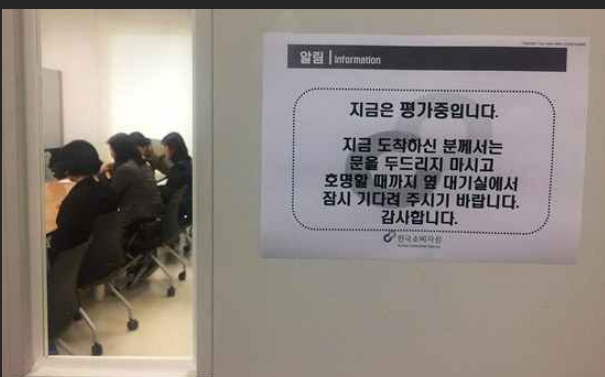 알림 | Information
지금은 평가중입니다.
지금 도착하신 분께서는
문을 두드리지 마시고
호명할 때까지 옆 대기실에서
잠시 기다려 주시기 바랍니다.
감사합니다.
한국소비자원